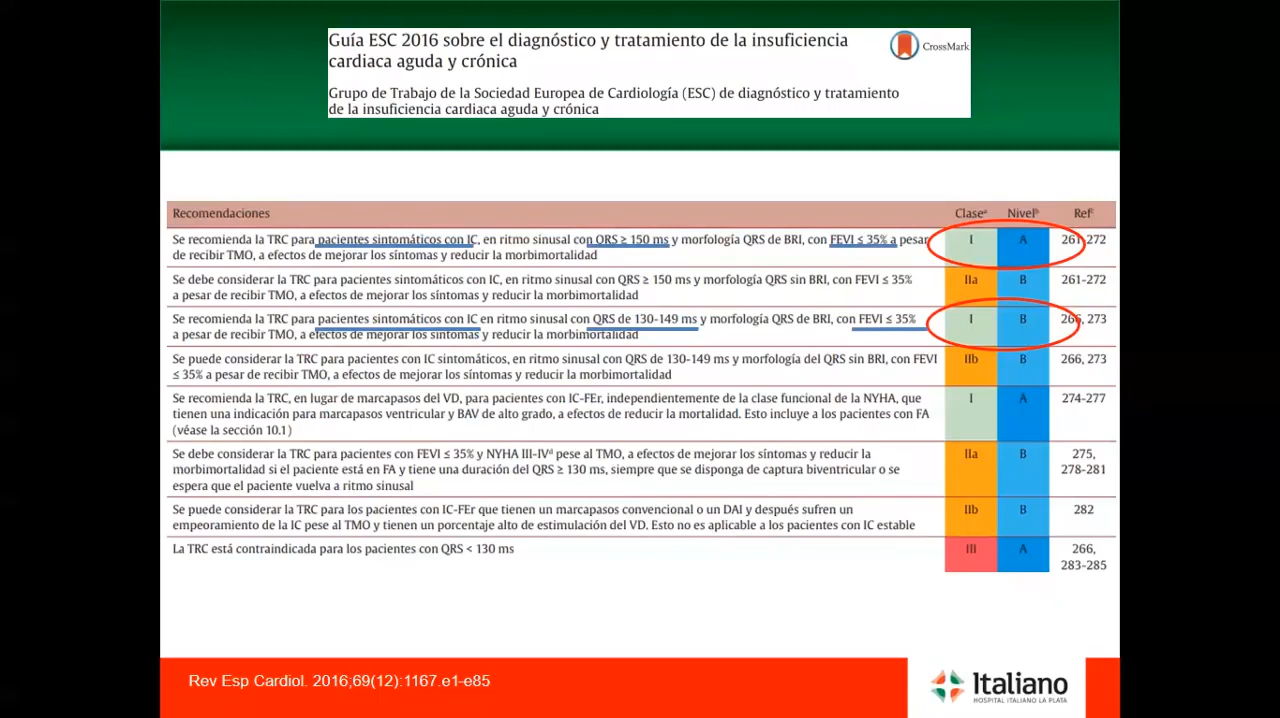 Guía ESC 2016 sobre el diagnóstico y tratamiento de la insuficiencia
cardiaca aguda y crónica
CrossMark
Grupo de Trabajo de la Sociedad Europea de Cardiología (ESC) de diagnóstico y tratamiento
de la insuficiencia cardiaca aguda y crónica
Recomendaciones Claseᵃ Nivelᵇ Refᶜ
Se recomienda la TRC para pacientes sintomáticos con IC, en ritmo sinusal con QRS ≥ 150 ms y morfología QRS de BRI, con FEVI ≤ 35% a pesar I A 261-272
de recibir TMO, a efectos de mejorar los síntomas y reducir la morbimortalidad
Se debe considerar la TRC para pacientes sintomáticos con IC, en ritmo sinusal con QRS ≥ 150 ms y morfología QRS sin BRI, con FEVI ≤ 35% IIa B 261-272
a pesar de recibir TMO, a efectos de mejorar los síntomas y reducir la morbimortalidad
Se recomienda la TRC para pacientes sintomáticos con IC en ritmo sinusal con QRS de 130-149 ms y morfología QRS de BRI, con FEVI ≤ 35% I B 266, 273
a pesar de recibir TMO, a efectos de mejorar los síntomas y reducir la morbimortalidad
Se puede considerar la TRC para pacientes con IC sintomáticos, en ritmo sinusal con QRS de 130-149 ms y morfología del QRS sin BRI, con FEVI IIb B 266, 273
≤ 35% a pesar de recibir TMO, a efectos de mejorar los síntomas y reducir la morbimortalidad
Se recomienda la TRC, en lugar de marcapasos del VD, para pacientes con IC-FEr, independientemente de la clase funcional de la NYHA, que I A 274-277
tienen una indicación para marcapasos ventricular y BAV de alto grado, a efectos de reducir la mortalidad. Esto incluye a los pacientes con FA
(véase la sección 10.1)
Se debe considerar la TRC para pacientes con FEVI ≤ 35% y NYHA III-IVᵈ pese al TMO, a efectos de mejorar los síntomas y reducir la IIa B 275,
morbimortalidad si el paciente está en FA y tiene una duración del QRS ≥ 130 ms, siempre que se disponga de captura biventricular o se 278-281
espera que el paciente vuelva a ritmo sinusal
Se puede considerar la TRC para los pacientes con IC-FEr que tienen un marcapasos convencional o un DAI y después sufren un IIb B 282
empeoramiento de la IC pese al TMO y tienen un porcentaje alto de estimulación del VD. Esto no es aplicable a los pacientes con IC estable
La TRC está contraindicada para los pacientes con QRS < 130 ms III A 266,
283-285
Rev Esp Cardiol. 2016;69(12):1167.e1-e85
Italiano
HOSPITAL ITALIANO LA PLATA